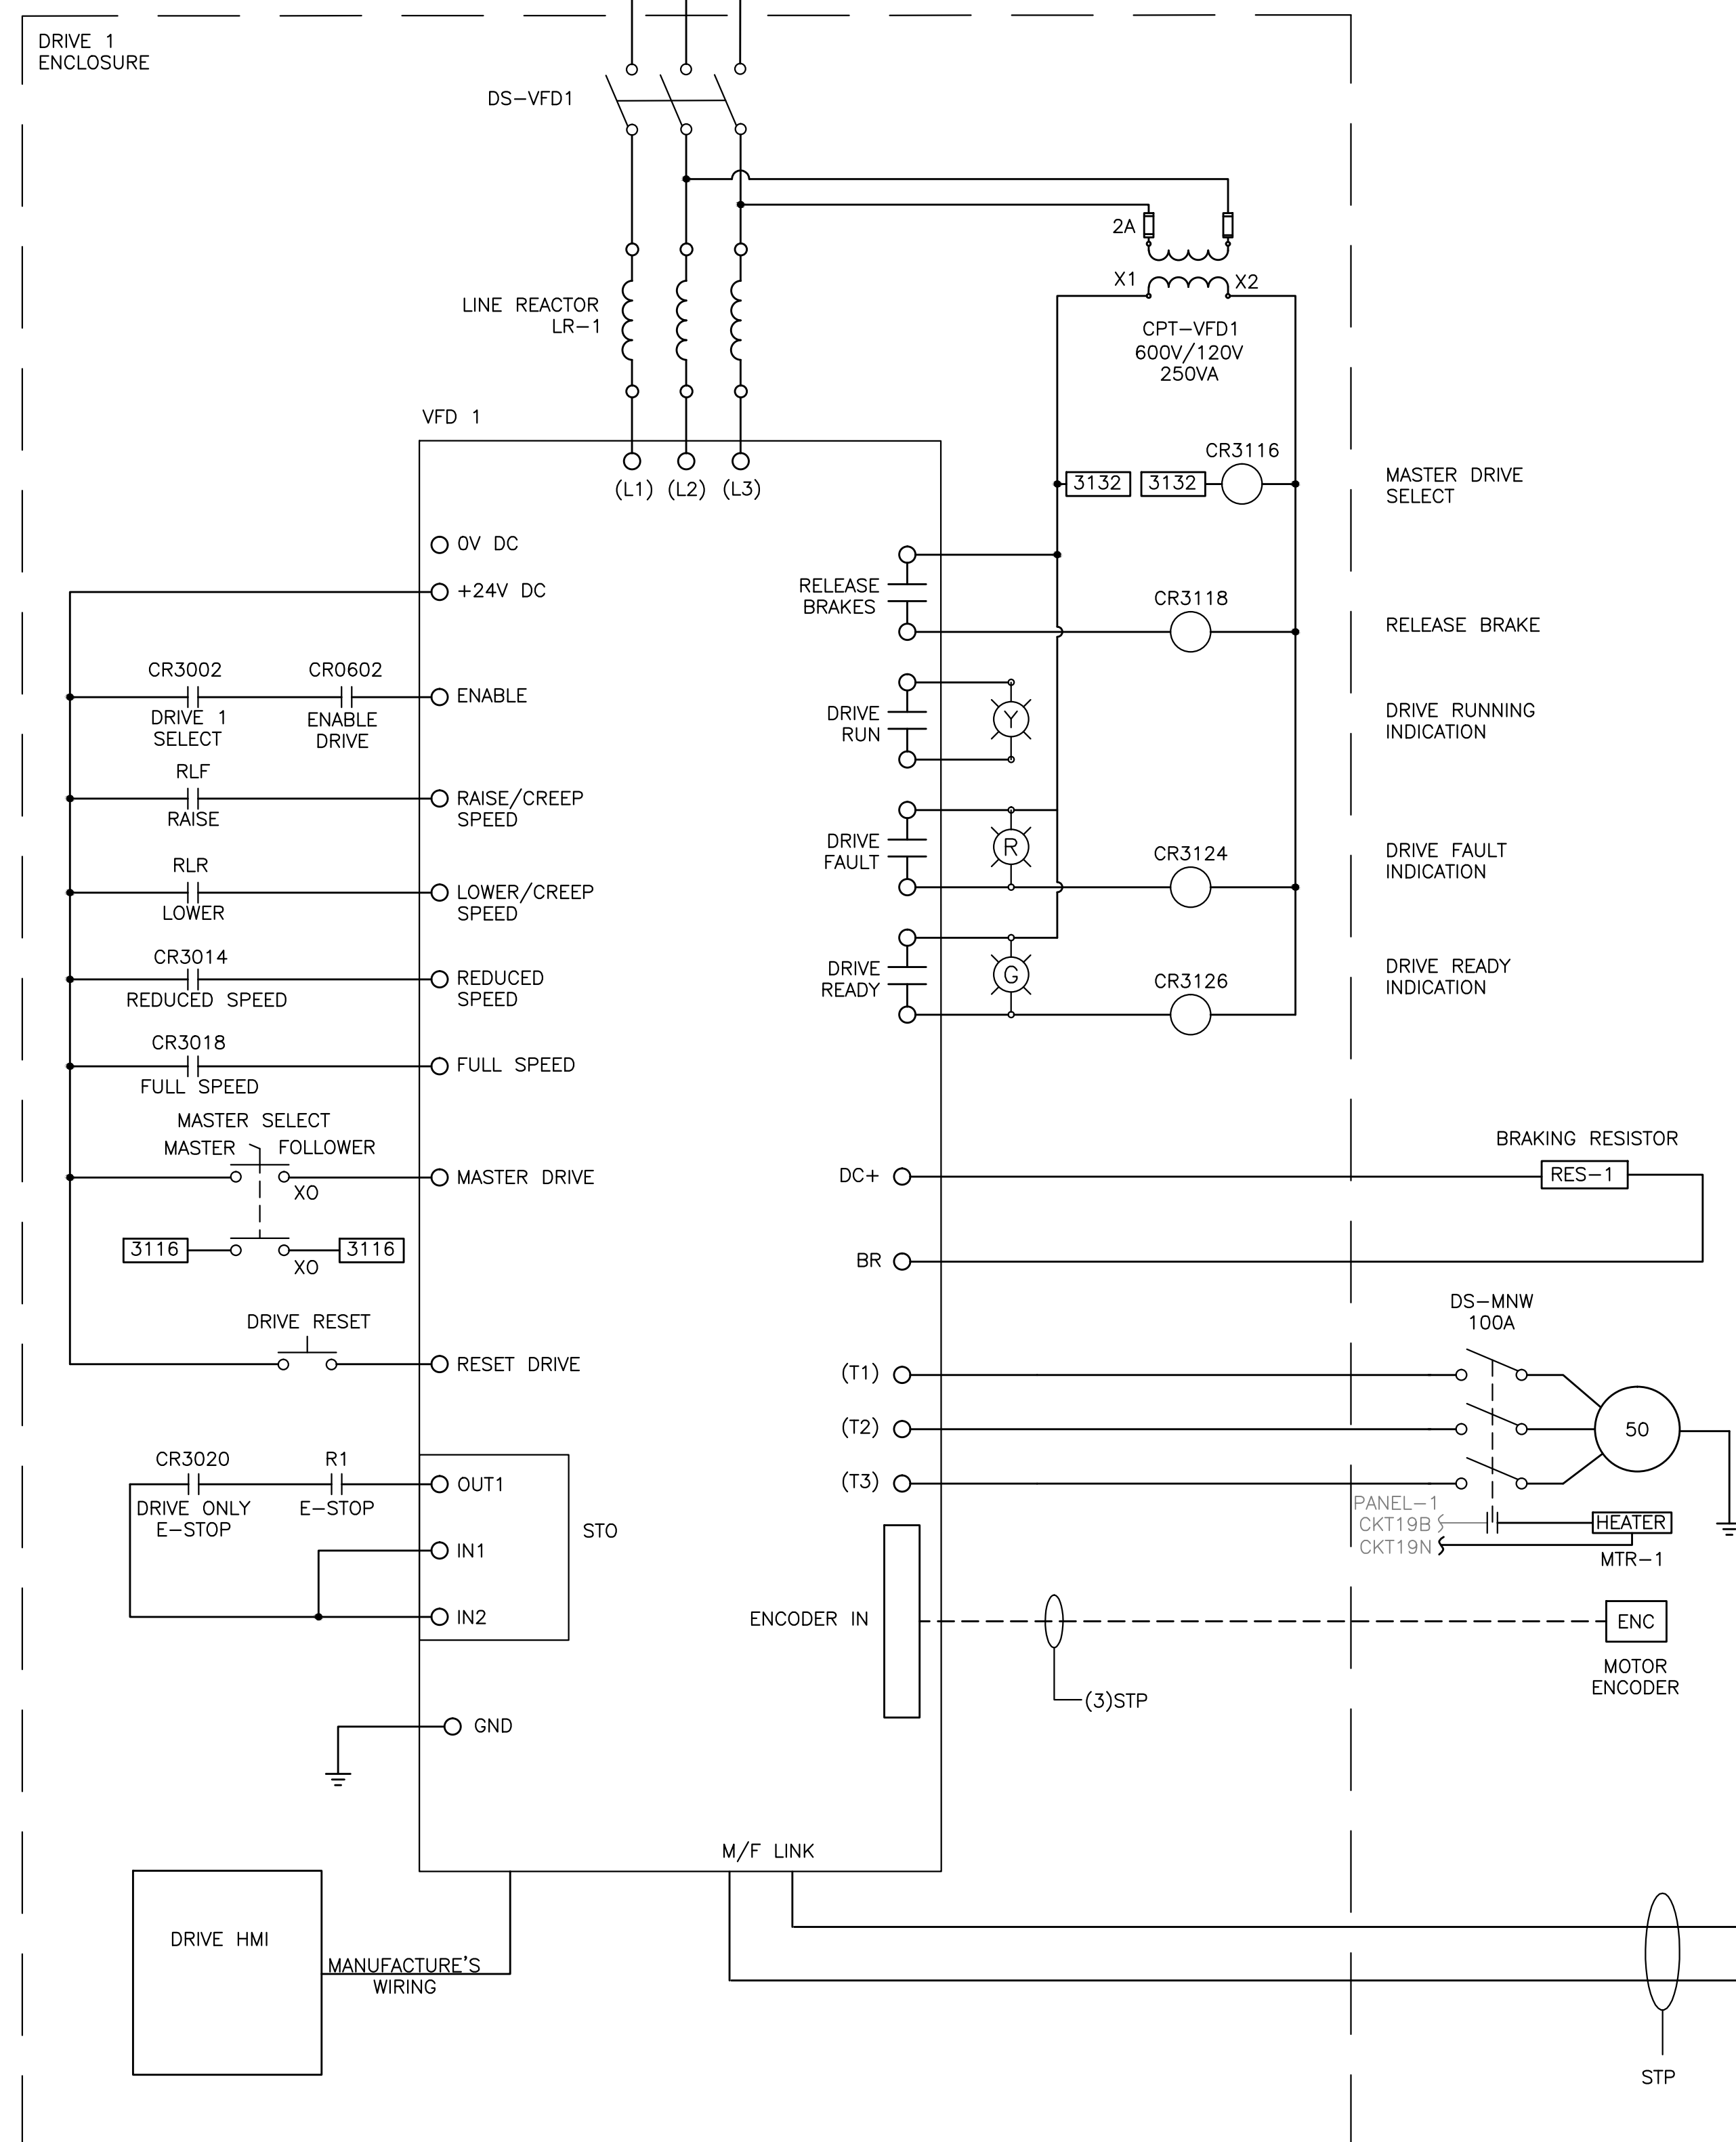 DRIVE 1
ENCLOSURE
DS-VFD1
2A
X1
X2
LINE REACTOR
LR-1
CPT-VFD1
600V/120V
250VA
VFD 1
CR3116
3132
3132
MASTER DRIVE
SELECT
(L1)
(L2)
(L3)
0V DC
+24V DC
RELEASE
BRAKES
CR3118
RELEASE BRAKE
CR3002
CR0602
ENABLE
DRIVE 1
SELECT
ENABLE
DRIVE
DRIVE
RUN
Y
DRIVE RUNNING
INDICATION
RLF
RAISE
RAISE/CREEP
SPEED
DRIVE
FAULT
R
CR3124
DRIVE FAULT
INDICATION
RLR
LOWER
LOWER/CREEP
SPEED
CR3014
REDUCED SPEED
REDUCED
SPEED
DRIVE
READY
G
CR3126
DRIVE READY
INDICATION
CR3018
FULL SPEED
FULL SPEED
MASTER SELECT
MASTER
FOLLOWER
XO
MASTER DRIVE
DC+
BRAKING RESISTOR
RES-1
3116
3116
XO
BR
DRIVE RESET
RESET DRIVE
DS-MNW
100A
(T1)
(T2)
(T3)
50
CR3020
R1
OUT1
DRIVE ONLY
E-STOP
E-STOP
STO
IN1
IN2
PANEL-1
CKT19B
CKT19N
HEATER
MTR-1
ENCODER IN
ENC
MOTOR
ENCODER
(3)STP
GND
M/F LINK
DRIVE HMI
MANUFACTURE'S
WIRING
STP